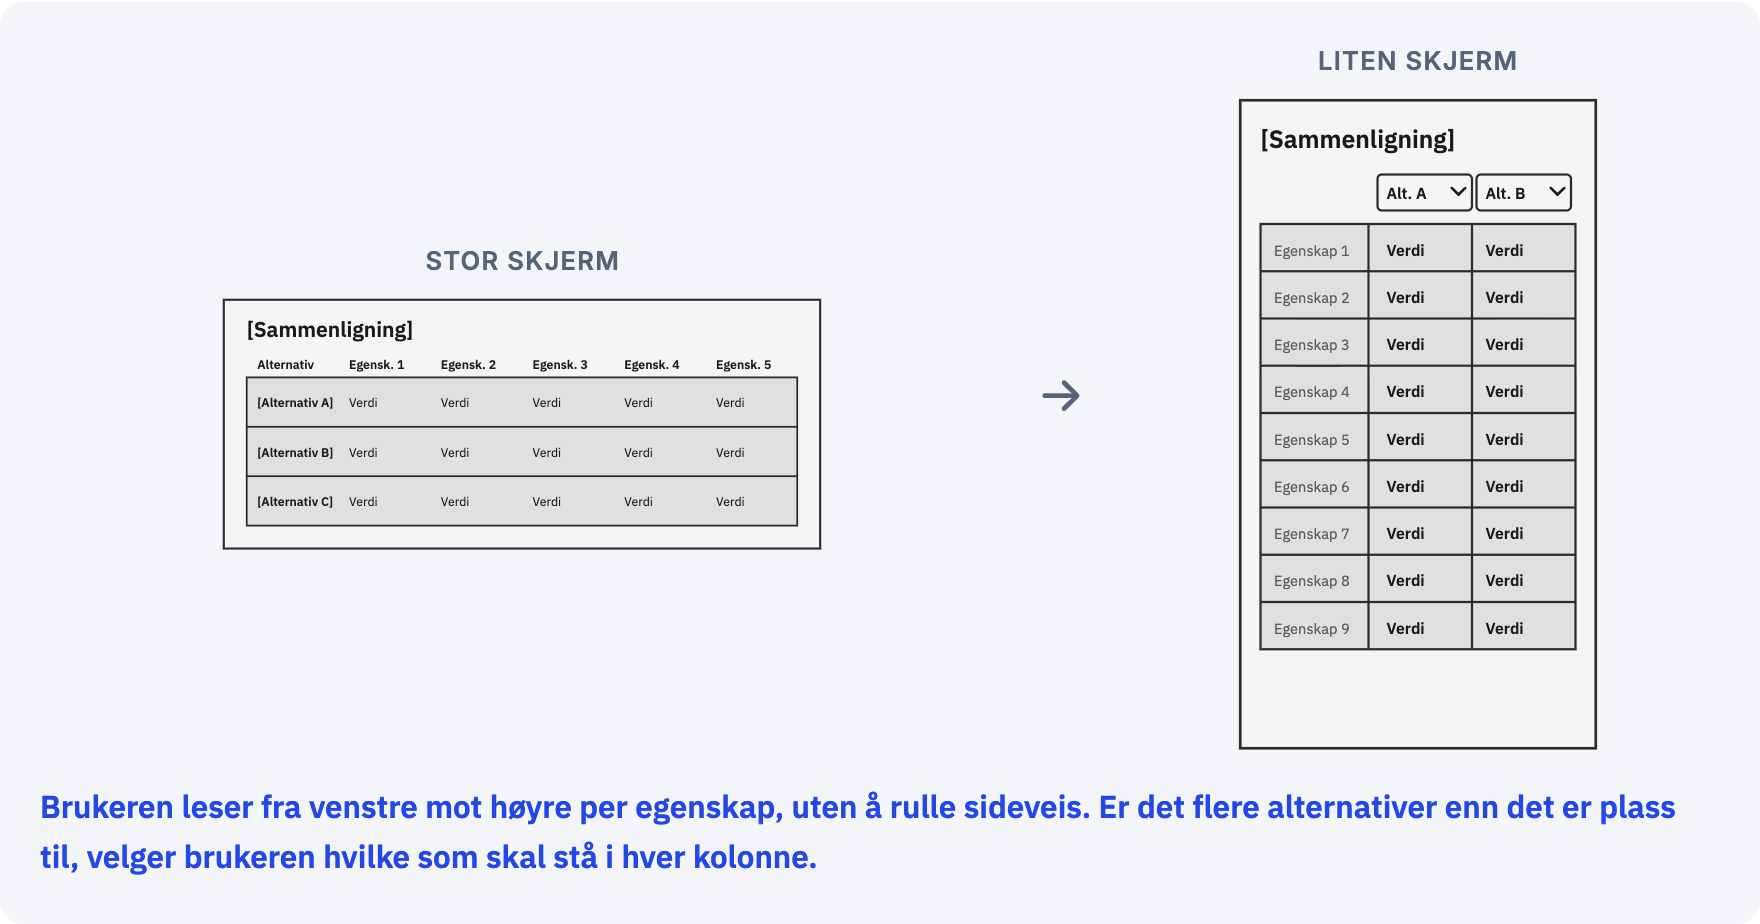 STOR SKJERM
[Sammenligning]
Alternativ Egensk. 1 Egensk. 2 Egensk. 3 Egensk. 4 Egensk. 5
[Alternativ A] Verdi Verdi Verdi Verdi Verdi
[Alternativ B] Verdi Verdi Verdi Verdi Verdi
[Alternativ C] Verdi Verdi Verdi Verdi Verdi
LITEN SKJERM
[Sammenligning]
Alt. A Alt. B
Egenskap 1 Verdi Verdi
Egenskap 2 Verdi Verdi
Egenskap 3 Verdi Verdi
Egenskap 4 Verdi Verdi
Egenskap 5 Verdi Verdi
Egenskap 6 Verdi Verdi
Egenskap 7 Verdi Verdi
Egenskap 8 Verdi Verdi
Egenskap 9 Verdi Verdi
Brukeren leser fra venstre mot høyre per egenskap, uten å rulle sideveis. Er det flere alternativer enn det er plass
til, velger brukeren hvilke som skal stå i hver kolonne.